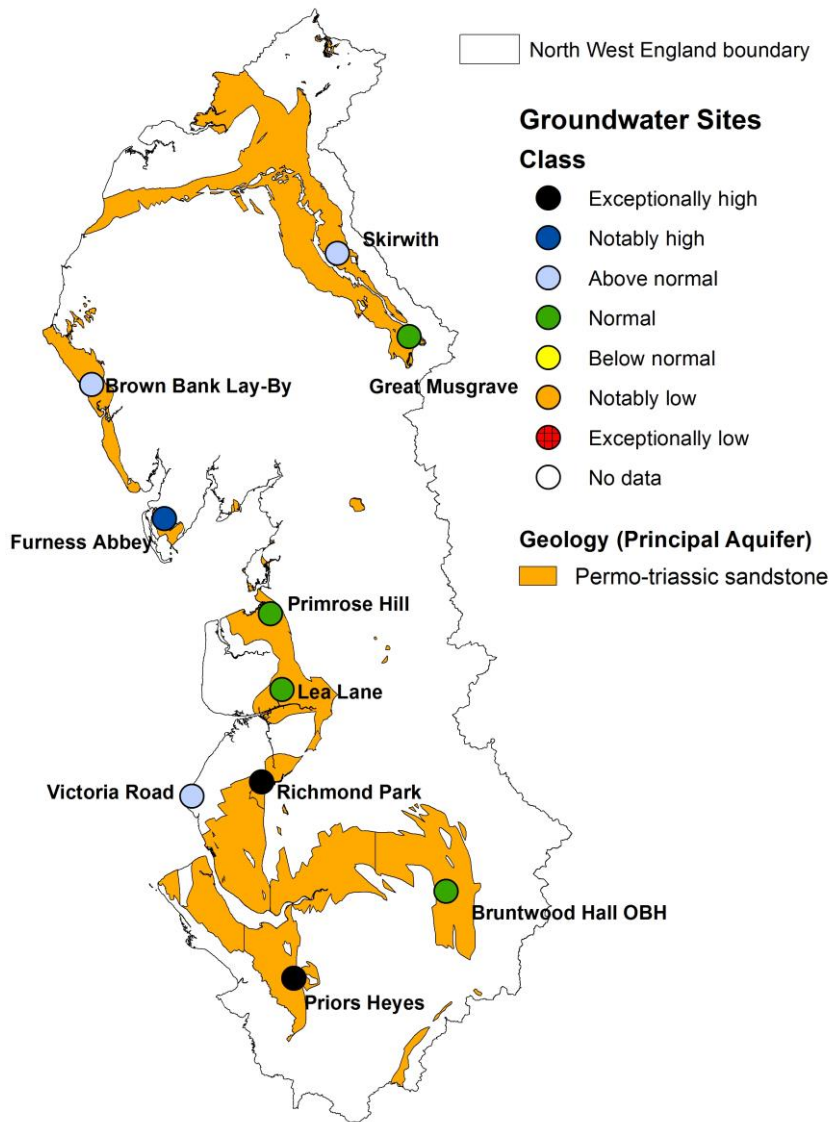 North West England boundary
Groundwater Sites
Class
Exceptionally high
Notably high
Above normal
Normal
Below normal
Notably low
Exceptionally low
No data
Geology (Principal Aquifer)
Permo-triassic sandstone
Skirwith
Great Musgrave
Brown Bank Lay-By
Furness Abbey
Primrose Hill
Lea Lane
Victoria Road
Richmond Park
Bruntwood Hall OBH
Priors Heyes